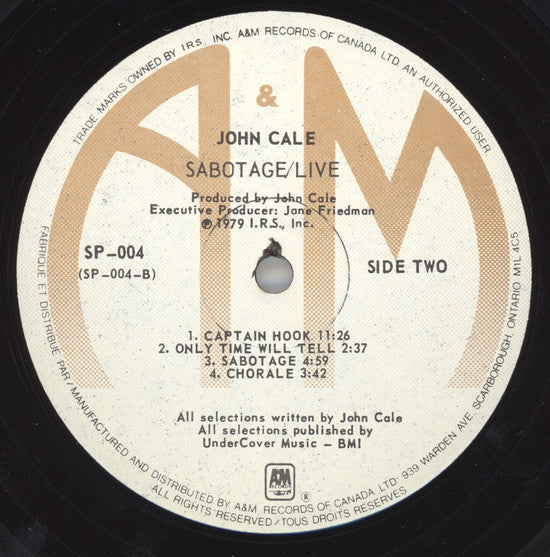 TRADE MARKS OWNED BY I.R.S., INC. A&M RECORDS OF CANADA LTD. AN AUTHORIZED USER
A & M
JOHN CALE
SABOTAGE/LIVE
Produced by John Cale
Executive Producer: Jane Friedman
℗ 1979 I.R.S., Inc.
SP-004
(SP-004-B)
SIDE TWO
1. CAPTAIN HOOK 11:26
2. ONLY TIME WILL TELL 2:37
3. SABOTAGE 4:59
4. CHORALE 3:42
All selections written by John Cale
All selections published by
UnderCover Music - BMI
A&M
RECORDS
®
FABRIQUE ET DISTRIBUE PAR/MANUFACTURED AND DISTRIBUTED BY A&M RECORDS OF CANADA LTD- 939 WARDEN AVE. SCARBOROUGH, ONTARIO M1L 4C5
ALL RIGHTS RESERVED/TOUS DROITS RESERVES